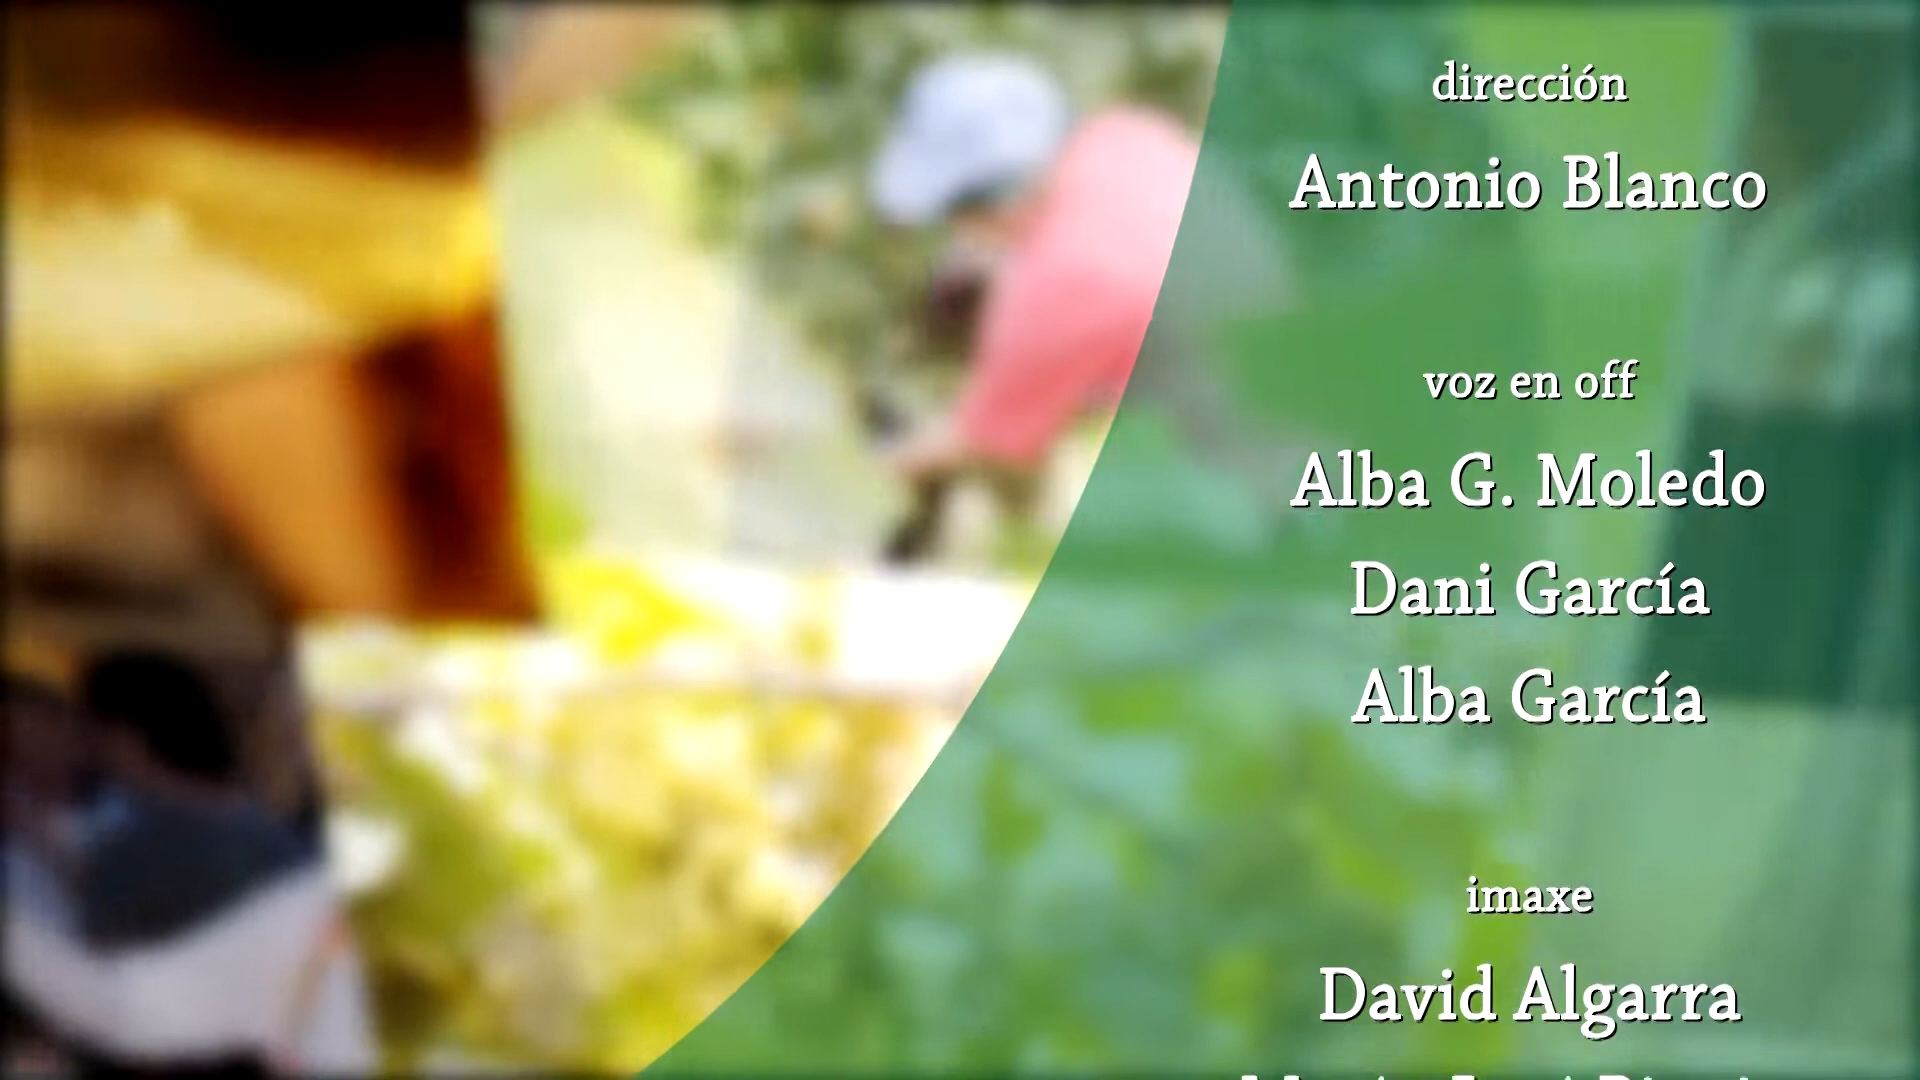 dirección
Antonio Blanco
voz en off
Alba G. Moledo
Dani García
Alba García
imaxe
David Algarra